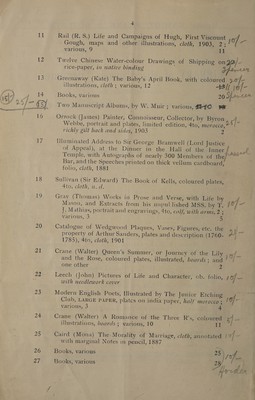 11 Rait (R. S.) Life and Campaigns of Hugh, First Viscount
Gough, maps and other illustrations, cloth, 1903, 2;
various, 9 11
10/-
12 Twelve Chinese Water-colour Drawings of Shipping on
rice-paper, in native binding
13 Greenaway (Kate) The Baby's April Book, with coloured
illustrations, cloth; various, 12
14 Books, various 20
15 Two Manuscript Albums, by W. Muir; various,
25/-
16 Orrock (James) Painter, Connoisseur, Collector, by Byron
Webbe, portrait and plates, limited edition, 4to, morocco,
richly gilt back and sides, 1903 2
17 Illuminated Address to Sir George Bramwell (Lord Justice
of Appeal), at the Dinner in the Hall of the Inner
Temple, with Autographs of nearly 300 Members of the
Bar, and the Speeches printed on thick vellum cardboard,
folio, cloth, 1881
18 Sullivan (Sir Edward) The Book of Kells, coloured plates,
4to, cloth, n. d.
19 Gent (Thomas) Works in Prose and Verse, with Life by
Mason, and Extracts from his unpublished MSS. by T.
J. Mathias, portrait and engravings, 4to, calf, with arms, 2;
various, 3 5
20 Catalogue of Wedgwood Plaques, Vases, Figures, etc. the
property of Arthur Sanders, plates and description (1760-
1785), 4to, cloth, 1901
21 Crane (Walter) Queen's Summer, or Journey of the Lily
and the Rose, coloured plates, illustrated, boards; and
one other 2
22 Leech (John) Pictures of Life and Character, ob. folio,
with needlework cover
23 Modern English Poets, Illustrated by The Junior Etching
Club, LARGE PAPER, plates on india paper, half morocco;
various, 3 4
24 Crane (Walter) A Romance of the Three R's, coloured
illustrations, boards; various, 10 11
25 Caird (Mona) The Morality of Marriage, cloth, annotated
with marginal Notes in pencil, 1887
26 Books, various 25
27 Books, various 28